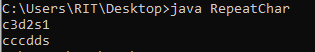 C:\Users\RIT\Desktop>java RepeatChar
c3d2s1
cccdds